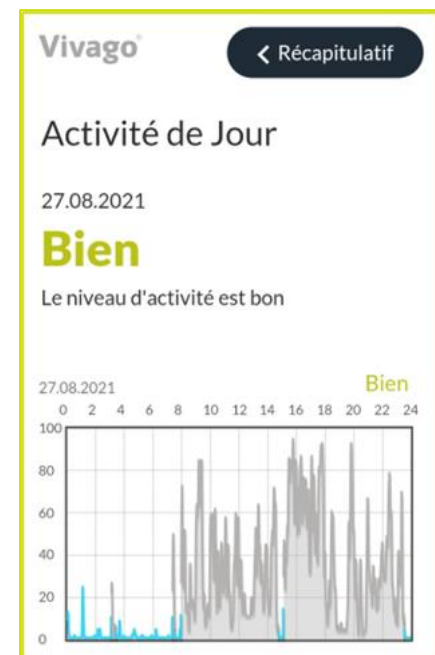 Vivago
Récapitulatif
Activité de Jour
27.08.2021
Bien
Le niveau d'activité est bon
27.08.2021 Bien
0 2 4 6 8 10 12 14 16 18 20 22 24
100
80
60
40
20
0